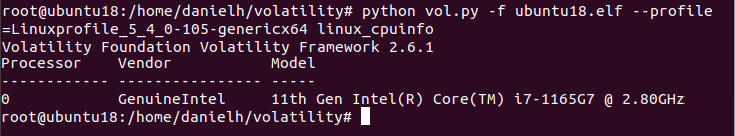 root@ubuntu18:/home/danielh/volatility# python vol.py -f ubuntu18.elf --profile
=Linuxprofile_5_4_0-105-genericx64 linux_cpuinfo
Volatility Foundation Volatility Framework 2.6.1
Processor    Vendor           Model
------------ ---------------- -----
0            GenuineIntel     11th Gen Intel(R) Core(TM) i7-1165G7 @ 2.80GHz
root@ubuntu18:/home/danielh/volatility#